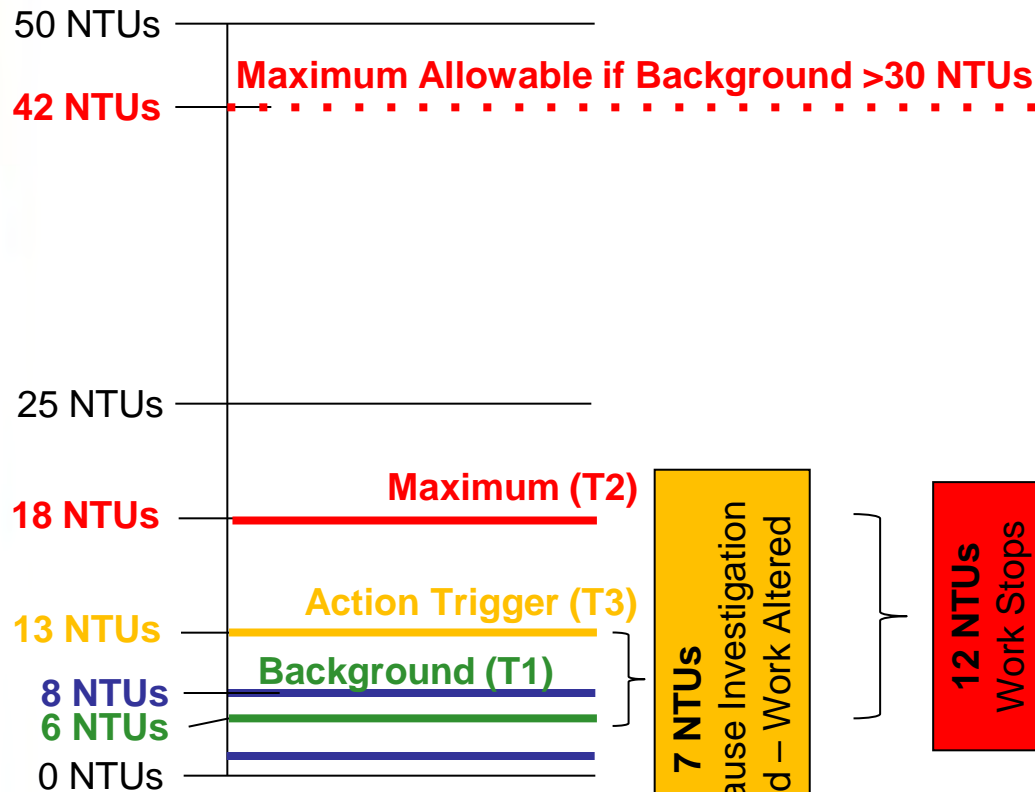 50 NTUs
Maximum Allowable if Background >30 NTUs
42 NTUs
25 NTUs
Maximum (T2)
18 NTUs
Action Trigger (T3)
13 NTUs
Background (T1)
8 NTUs
6 NTUs
0 NTUs
7 NTUs
Investigation
– Work Altered
12 NTUs
Work Stops